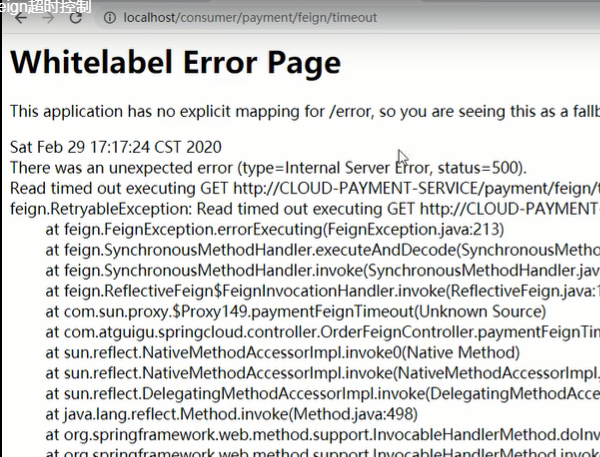 eign超时控制
localhost/consumer/payment/feign/timeout
Whitelabel Error Page
This application has no explicit mapping for /error, so you are seeing this as a fallb
Sat Feb 29 17:17:24 CST 2020
There was an unexpected error (type=Internal Server Error, status=500).
Read timed out executing GET http://CLOUD-PAYMENT-SERVICE/payment/feign/t
feign.RetryableException: Read timed out executing GET http://CLOUD-PAYMENT-
at feign.FeignException.errorExecuting(FeignException.java:213)
at feign.SynchronousMethodHandler.executeAndDecode(SynchronousMetho
at feign.SynchronousMethodHandler.invoke(SynchronousMethodHandler.jav
at feign.ReflectiveFeign$FeignInvocationHandler.invoke(ReflectiveFeign.java:1
at com.sun.proxy.$Proxy149.paymentFeignTimeout(Unknown Source)
at com.atguigu.springcloud.controller.OrderFeignController.paymentFeignTim
at sun.reflect.NativeMethodAccessorImpl.invoke0(Native Method)
at sun.reflect.NativeMethodAccessorImpl.invoke(NativeMethodAccessorImpl.
at sun.reflect.DelegatingMethodAccessorImpl.invoke(DelegatingMethodAcce
at java.lang.reflect.Method.invoke(Method.java:498)
at org.springframework.web.method.support.InvocableHandlerMethod.doInv
at org.springframework.web.method.support.InvocableHandlerMethod.invoke